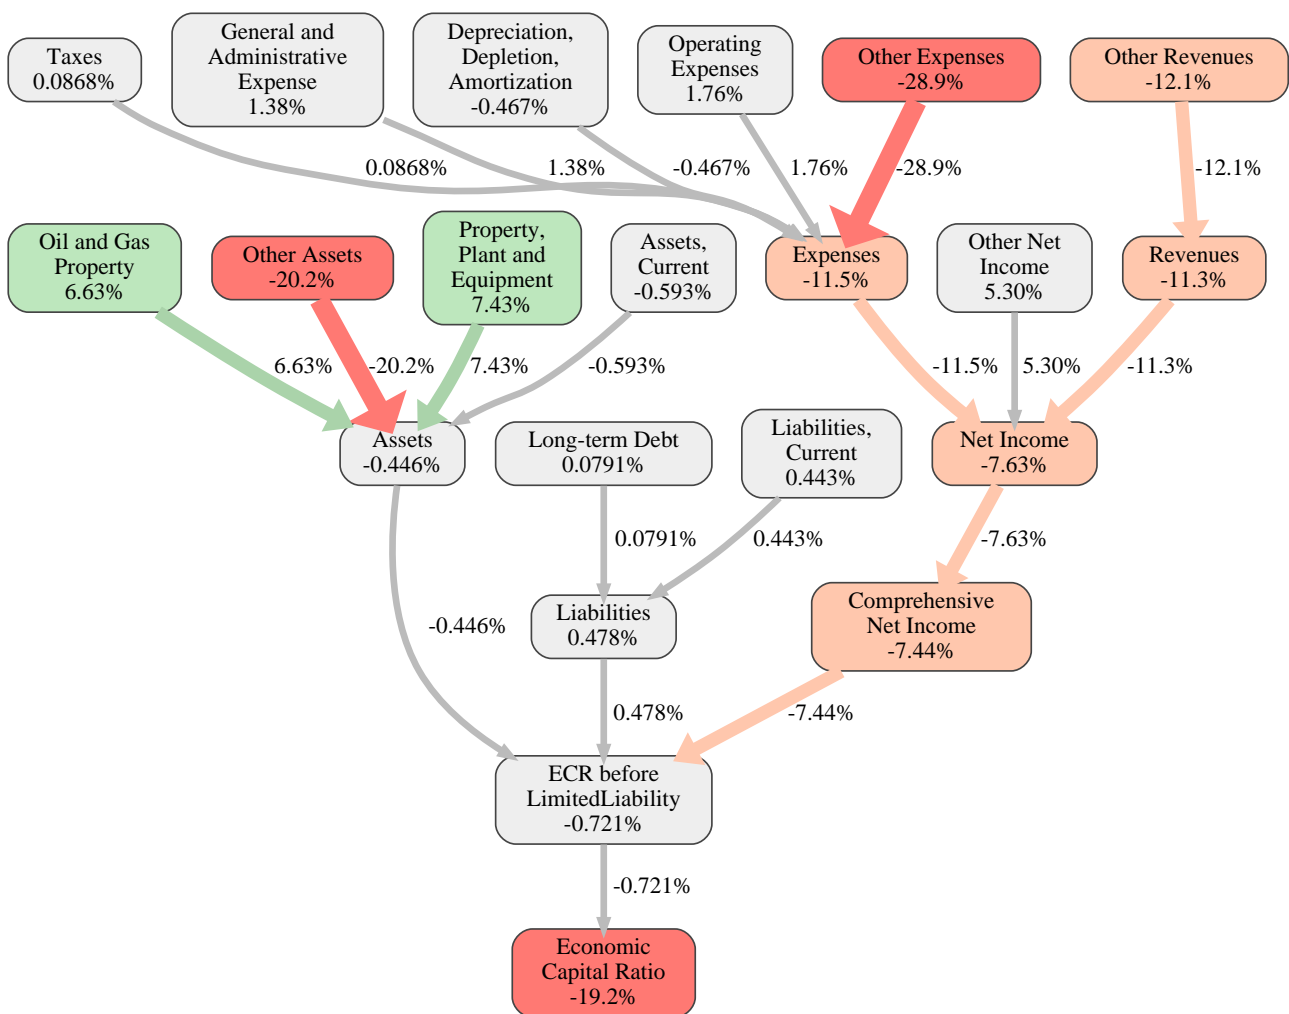 Taxes
0.0868%
General and
Administrative
Expense
1.38%
Depreciation,
Depletion,
Amortization
-0.467%
Operating
Expenses
1.76%
Other Expenses
-28.9%
Other Revenues
-12.1%
0.0868%
1.38%
-0.467%
1.76%
-28.9%
-12.1%
Oil and Gas
Property
6.63%
Other Assets
-20.2%
Property,
Plant and
Equipment
7.43%
Assets,
Current
-0.593%
Expenses
-11.5%
Other Net
Income
5.30%
Revenues
-11.3%
6.63%
-20.2%
7.43%
-0.593%
-11.5%
5.30%
-11.3%
Assets
-0.446%
Long-term Debt
0.0791%
Liabilities,
Current
0.443%
Net Income
-7.63%
0.0791%
0.443%
-7.63%
-0.446%
Liabilities
0.478%
Comprehensive
Net Income
-7.44%
0.478%
-7.44%
ECR before
LimitedLiability
-0.721%
-0.721%
Economic
Capital Ratio
-19.2%